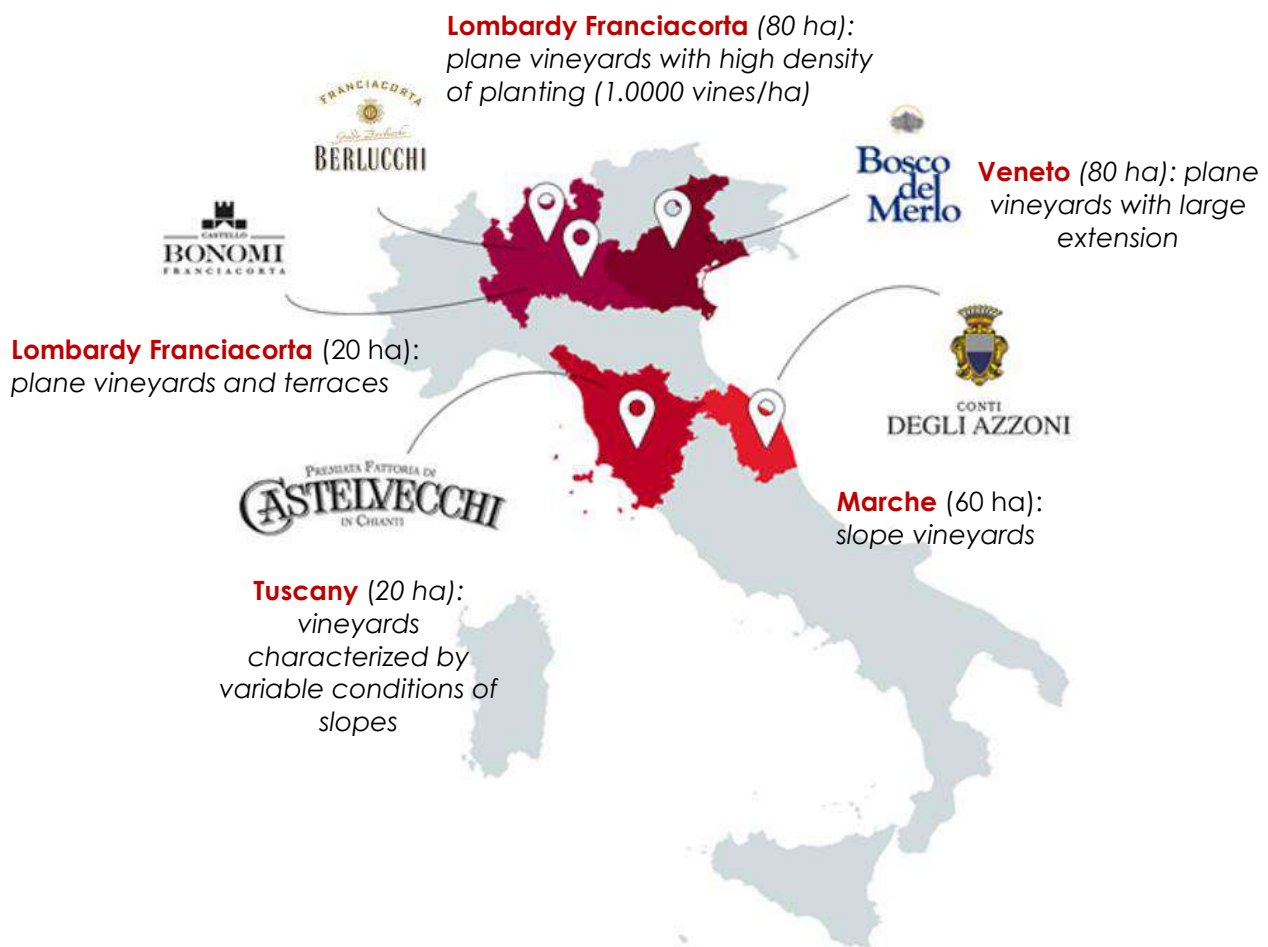 Lombardy Franciacorta (80 ha):
plane vineyards with high density
of planting (1.0000 vines/ha)
FRANCIACORTA
Guido Berlucchi
BERLUCCHI
Bosco
del
Merlo
Veneto (80 ha): plane
vineyards with large
extension
CASTELLO
BONOMI
FRANCIACORTA
Lombardy Franciacorta (20 ha):
plane vineyards and terraces
CONTI
DEGLI AZZONI
PREMIATA FATTORIA DI
CASTELVECCHI
IN CHIANTI
Marche (60 ha):
slope vineyards
Tuscany (20 ha):
vineyards
characterized by
variable conditions of
slopes